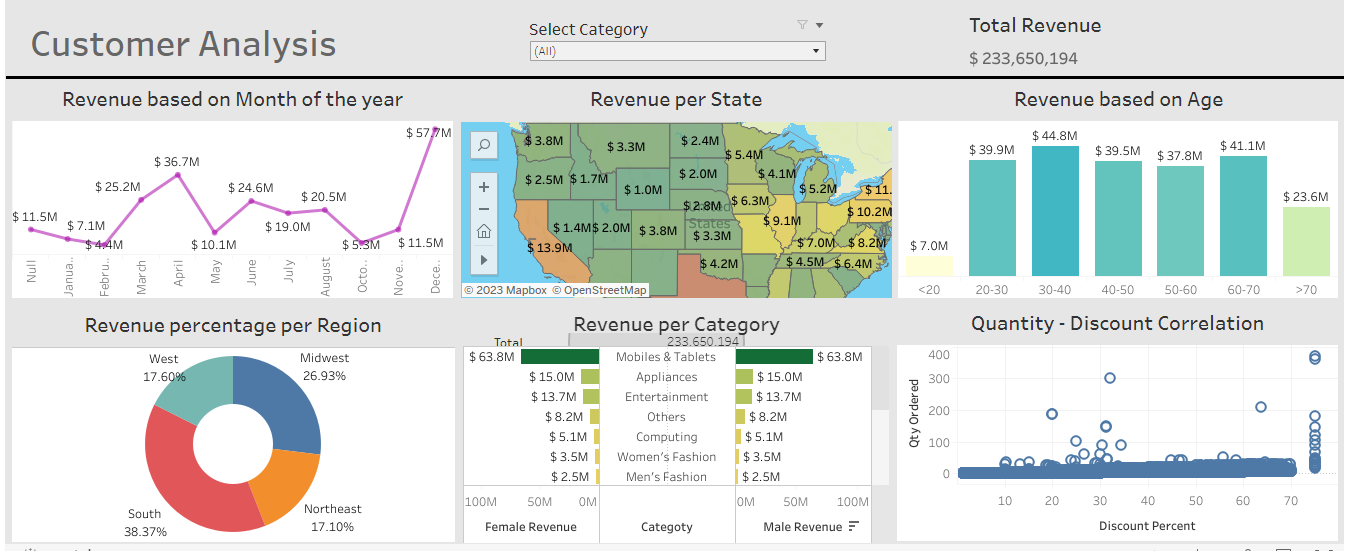 Customer Analysis
Select Category
(All)
Total Revenue
$ 233,650,194
Revenue based on Month of the year
$ 11.5M
$ 7.1M
$ 4.4M
$ 25.2M
$ 36.7M
$ 10.1M
$ 24.6M
$ 19.0M
$ 20.5M
$ 5.3M
$ 11.5M
$ 57.7M
Null
Janua..
Febru..
March
April
May
June
July
August
Octo..
Nove..
Dece..
Revenue per State
$ 3.8M
$ 3.3M
$ 2.4M
$ 5.4M
$ 2.5M
$ 1.7M
$ 1.0M
$ 2.0M
$ 4.1M
$ 5.2M
$ 11.
$ 2.8M
$ 6.3M
$ 10.2M
States
$ 13.9M
$ 1.4M
$ 2.0M
$ 3.8M
$ 3.3M
$ 9.1M
$ 7.0M
$ 8.2M
$ 4.2M
$ 4.5M
$ 6.4M
© 2023 Mapbox © OpenStreetMap
Revenue based on Age
$ 7.0M
$ 39.9M
$ 44.8M
$ 39.5M
$ 37.8M
$ 41.1M
$ 23.6M
<20
20-30
30-40
40-50
50-60
60-70
>70
Revenue percentage per Region
West
17.60%
Midwest
26.93%
South
38.37%
Northeast
17.10%
Revenue per Category
Total 233,650,194
$ 63.8M Mobiles & Tablets $ 63.8M
$ 15.0M Appliances $ 15.0M
$ 13.7M Entertainment $ 13.7M
$ 8.2M Others $ 8.2M
$ 5.1M Computing $ 5.1M
$ 3.5M Women's Fashion $ 3.5M
$ 2.5M Men's Fashion $ 2.5M
100M 50M 0M 0M 50M 100M
Female Revenue Categoty Male Revenue
Quantity - Discount Correlation
Qty Ordered
400
300
200
100
0
10 20 30 40 50 60 70
Discount Percent